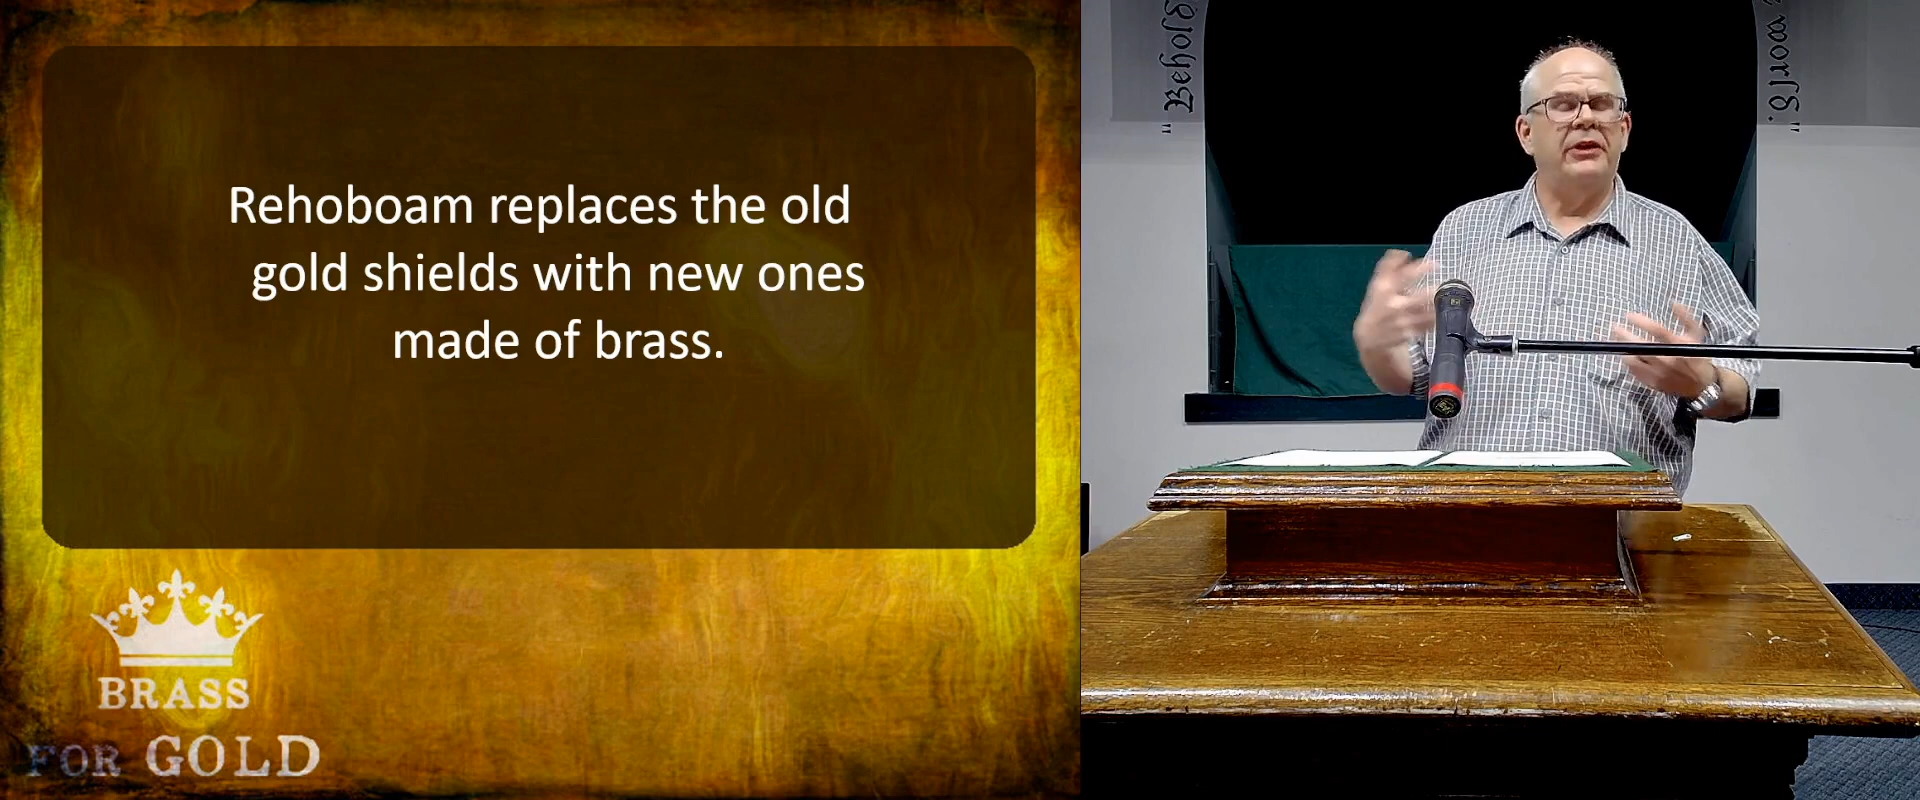 Rehoboam replaces the old
gold shields with new ones
made of brass.
BRASS
FOR GOLD
"Behold
world."